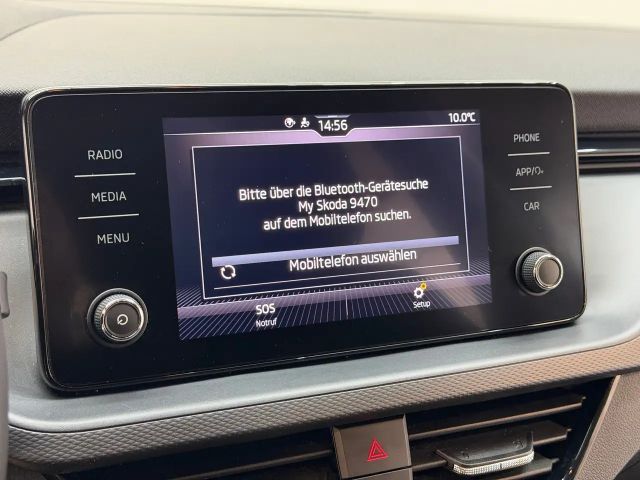 14:56
10.0°C
RADIO
MEDIA
MENU
Bitte über die Bluetooth-Gerätesuche
My Skoda 9470
auf dem Mobiltelefon suchen.
Mobiltelefon auswählen
SOS
Notruf
Setup
PHONE
APP/
CAR